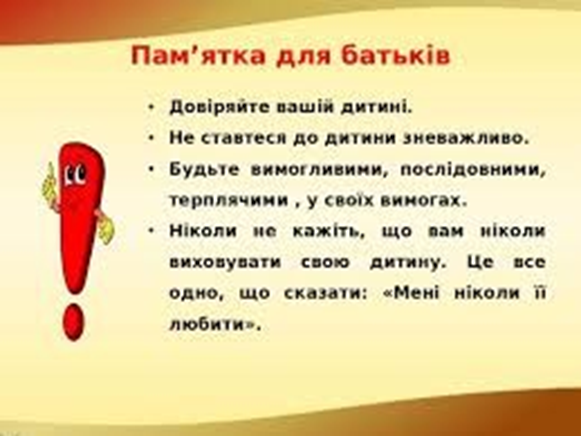 Пам’ятка для батьків
• Довіряйте вашій дитині.
• Не ставтеся до дитини зневажливо.
• Будьте вимогливими, послідовними,
терплячими , у своїх вимогах.
• Ніколи не кажіть, що вам ніколи
виховувати свою дитину. Це все
одно, що сказати: «Мені ніколи її
любити».